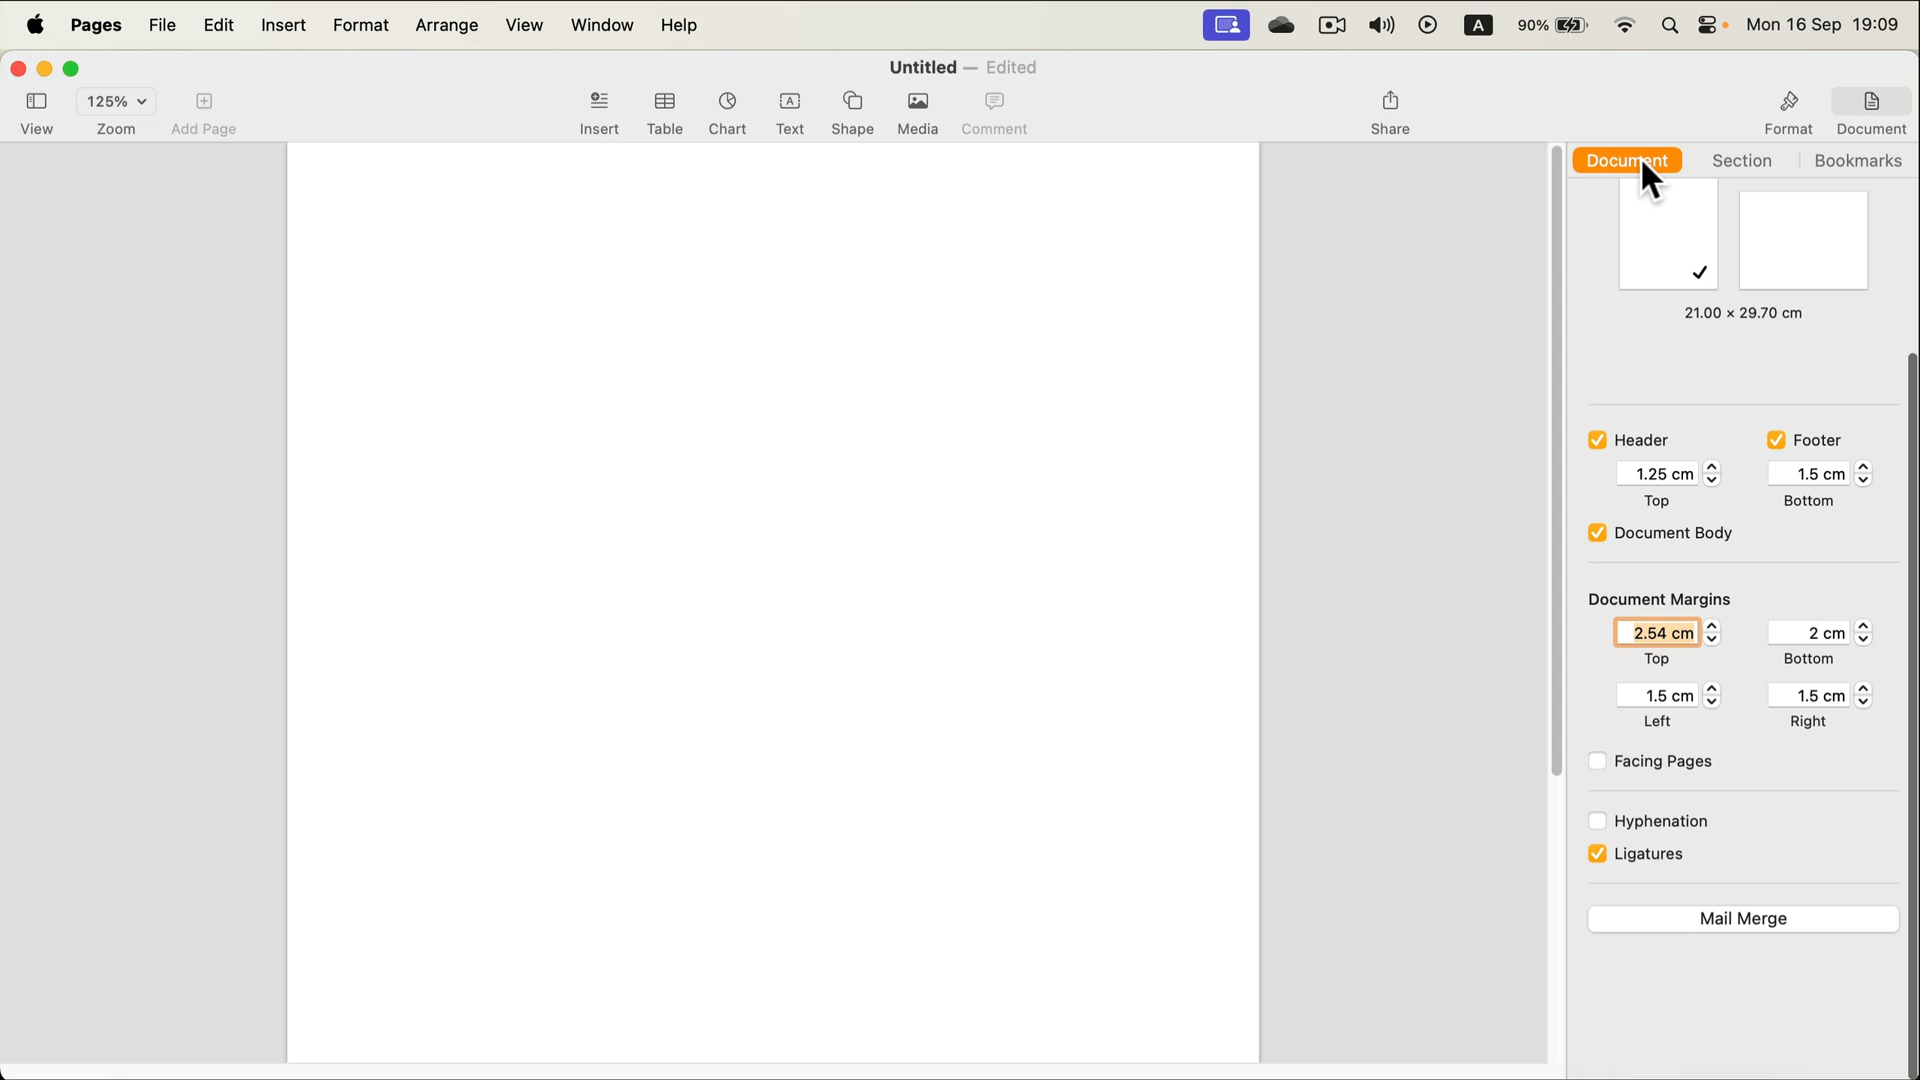 Pages File Edit Insert Format Arrange View Window Help A 90% Mon 16 Sep 19:09
Untitled — Edited
125%
View Zoom Add Page Insert Table Chart Text Shape Media Comment Share Format Document
Document Section Bookmarks
21.00 × 29.70 cm
Header Footer
1.25 cm 1.5 cm
Top Bottom
Document Body
Document Margins
2.54 cm 2 cm
Top Bottom
1.5 cm 1.5 cm
Left Right
Facing Pages
Hyphenation
Ligatures
Mail Merge